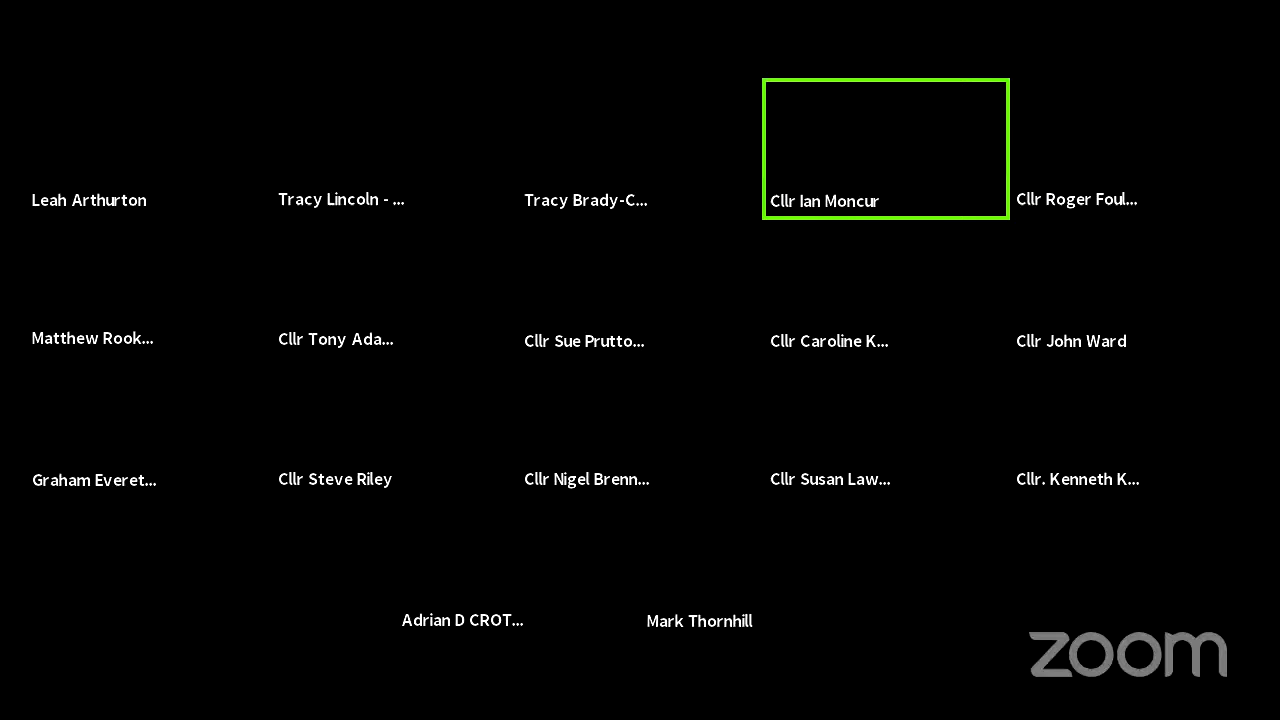 Leah Arthurton
Tracy Lincoln - ...
Tracy Brady-C...
Cllr Ian Moncur
Cllr Roger Foul...
Matthew Rook...
Cllr Tony Ada...
Cllr Sue Prutto...
Cllr Caroline K...
Cllr John Ward
Graham Everet...
Cllr Steve Riley
Cllr Nigel Brenn...
Cllr Susan Law...
Cllr. Kenneth K...
Adrian D CROT...
Mark Thornhill
zoom